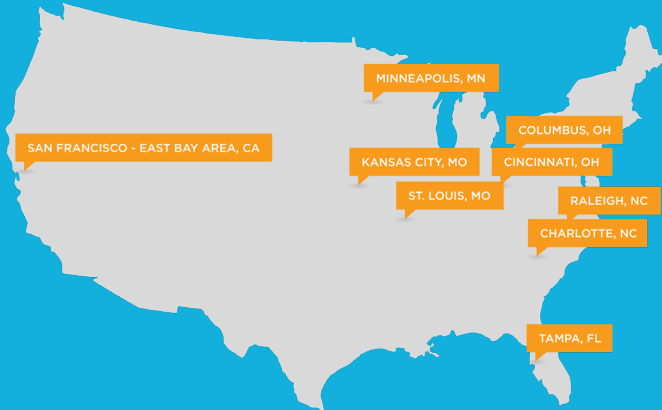 MINNEAPOLIS, MN
COLUMBUS, OH
SAN FRANCISCO - EAST BAY AREA, CA
KANSAS CITY, MO
CINCINNATI, OH
ST. LOUIS, MO
RALEIGH, NC
CHARLOTTE, NC
TAMPA, FL